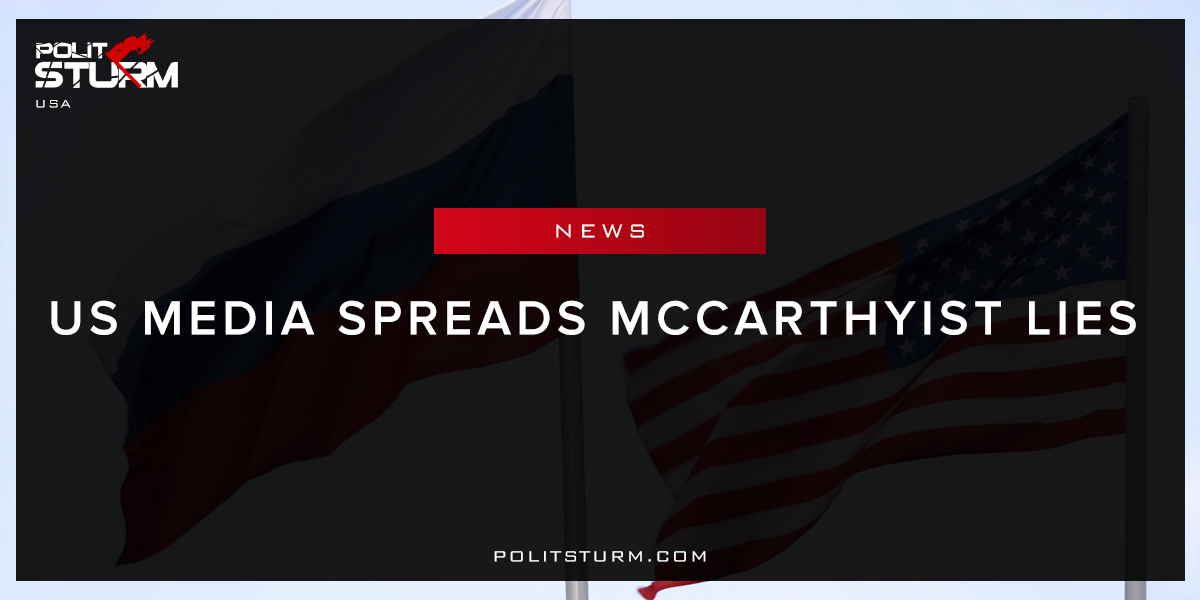 POLIT
STURM
USA
NEWS
US MEDIA SPREADS MCCARTHYIST LIES
POLITSTURM.COM